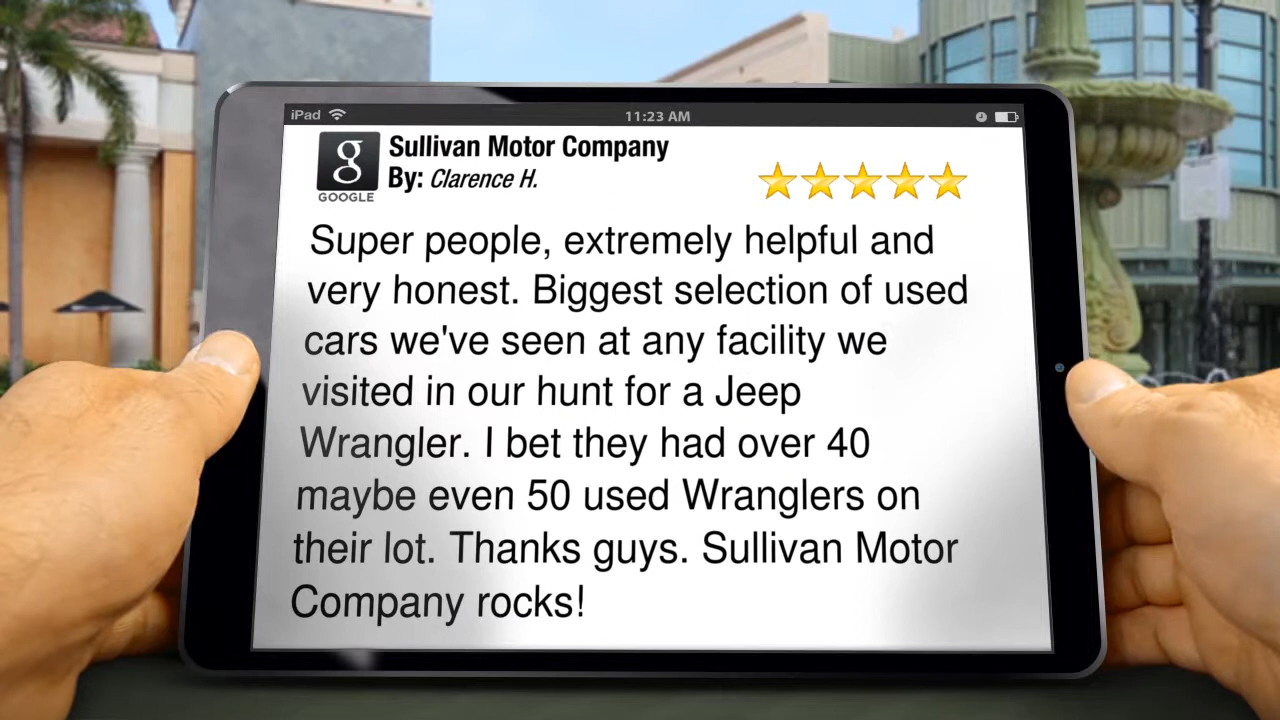 iPad 11:23 AM
g
GOOGLE
Sullivan Motor Company
By: Clarence H.
Super people, extremely helpful and
very honest. Biggest selection of used
cars we've seen at any facility we
visited in our hunt for a Jeep
Wrangler. I bet they had over 40
maybe even 50 used Wranglers on
their lot. Thanks guys. Sullivan Motor
Company rocks!